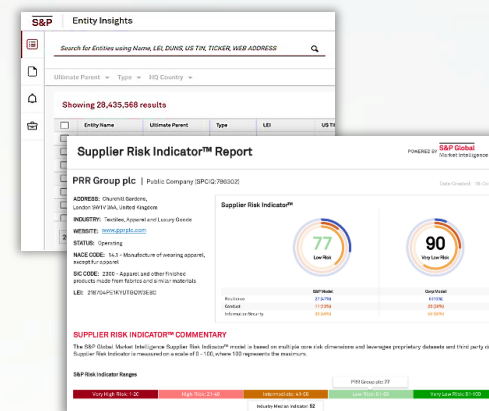 S&P Entity Insights
Search for Entities using Name, LEI, DUNS, US TIN, TICKER, WEB ADDRESS
Ultimate Parent Type HQ Country
Showing 28,435,568 results
Entity Name Ultimate Parent Type LEI US TI
Supplier Risk Indicator™ Report
POWERED BY S&P Global
Market Intelligence
PRR Group plc | Public Company (SPCIQ:786302)
Date Created
ADDRESS: Churchill Gardens,
London SW1V 3AA, United Kingdom
INDUSTRY: Textiles, Apparel and Luxury Goods
WEBSITE: www.pprplc.com
STATUS: Operating
NACE CODE: 14.1 - Manufacture of wearing apparel,
except fur apparel
SIC CODE: 2300 - Apparel and other finished
products made from fabrics and similar materials
LEI:
Supplier Risk Indicator™
77
Low Risk
90
Very Low Risk
S&P Model
Corp Model
Resilience
Conduct
Information Security
SUPPLIER RISK INDICATOR™ COMMENTARY
The S&P Global Market Intelligence Supplier Risk Indicator™ model is based on multiple core risk dimensions and leverages proprietary datasets and third party da
Supplier Risk Indicator is measured on a scale of 0 - 100, where 100 represents the maximum.
S&P Risk Indicator Ranges
PRR Group plc: 77
Very High Risk: 1-20 High Risk: 21-40 Intermediate: 41-60 Low Risk: 61-80 Very Low Risk: 81-100
Industry Median Indicator: 52